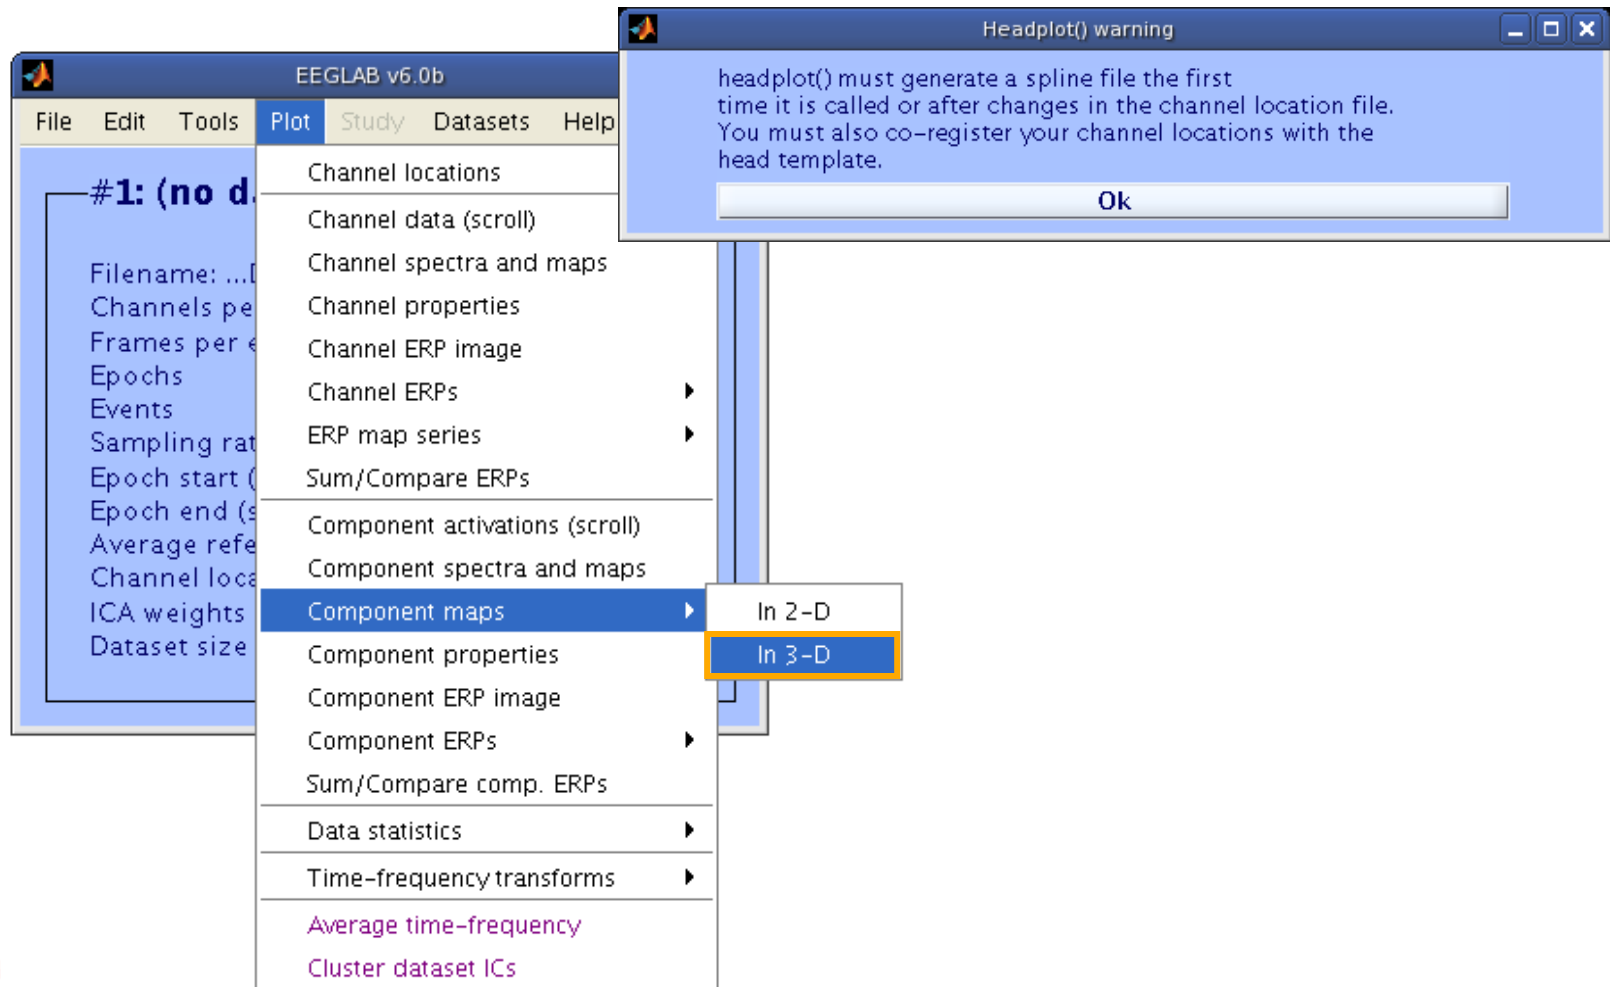 Headplot() warning
headplot() must generate a spline file the first
time it is called or after changes in the channel location file.
You must also co-register your channel locations with the
head template.
Ok
EEGLAB v6.0b
File Edit Tools Plot Study Datasets Help
#1: (no d
Filename: ...
Channels pe
Frames per e
Epochs
Events
Sampling rat
Epoch start (
Epoch end (s
Average refe
Channel loca
ICA weights
Dataset size
Channel locations
Channel data (scroll)
Channel spectra and maps
Channel properties
Channel ERP image
Channel ERPs
ERP map series
Sum/Compare ERPs
Component activations (scroll)
Component spectra and maps
Component maps
In 2-D
In 3-D
Component properties
Component ERP image
Component ERPs
Sum/Compare comp. ERPs
Data statistics
Time-frequency transforms
Average time-frequency
Cluster dataset ICs